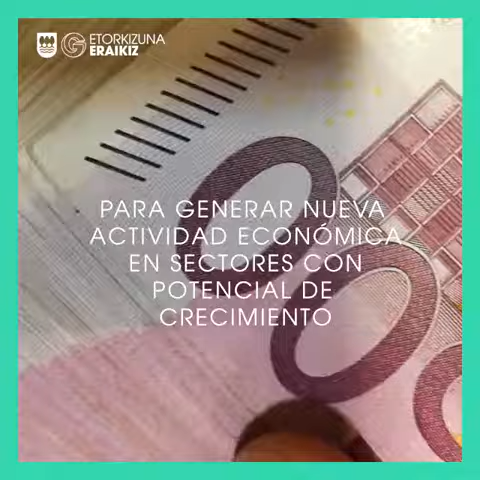 ETORKIZUNA
ERAIKIZ
PARA GENERAR NUEVA
ACTIVIDAD ECONÓMICA
EN SECTORES CON
POTENCIAL DE
CRECIMIENTO